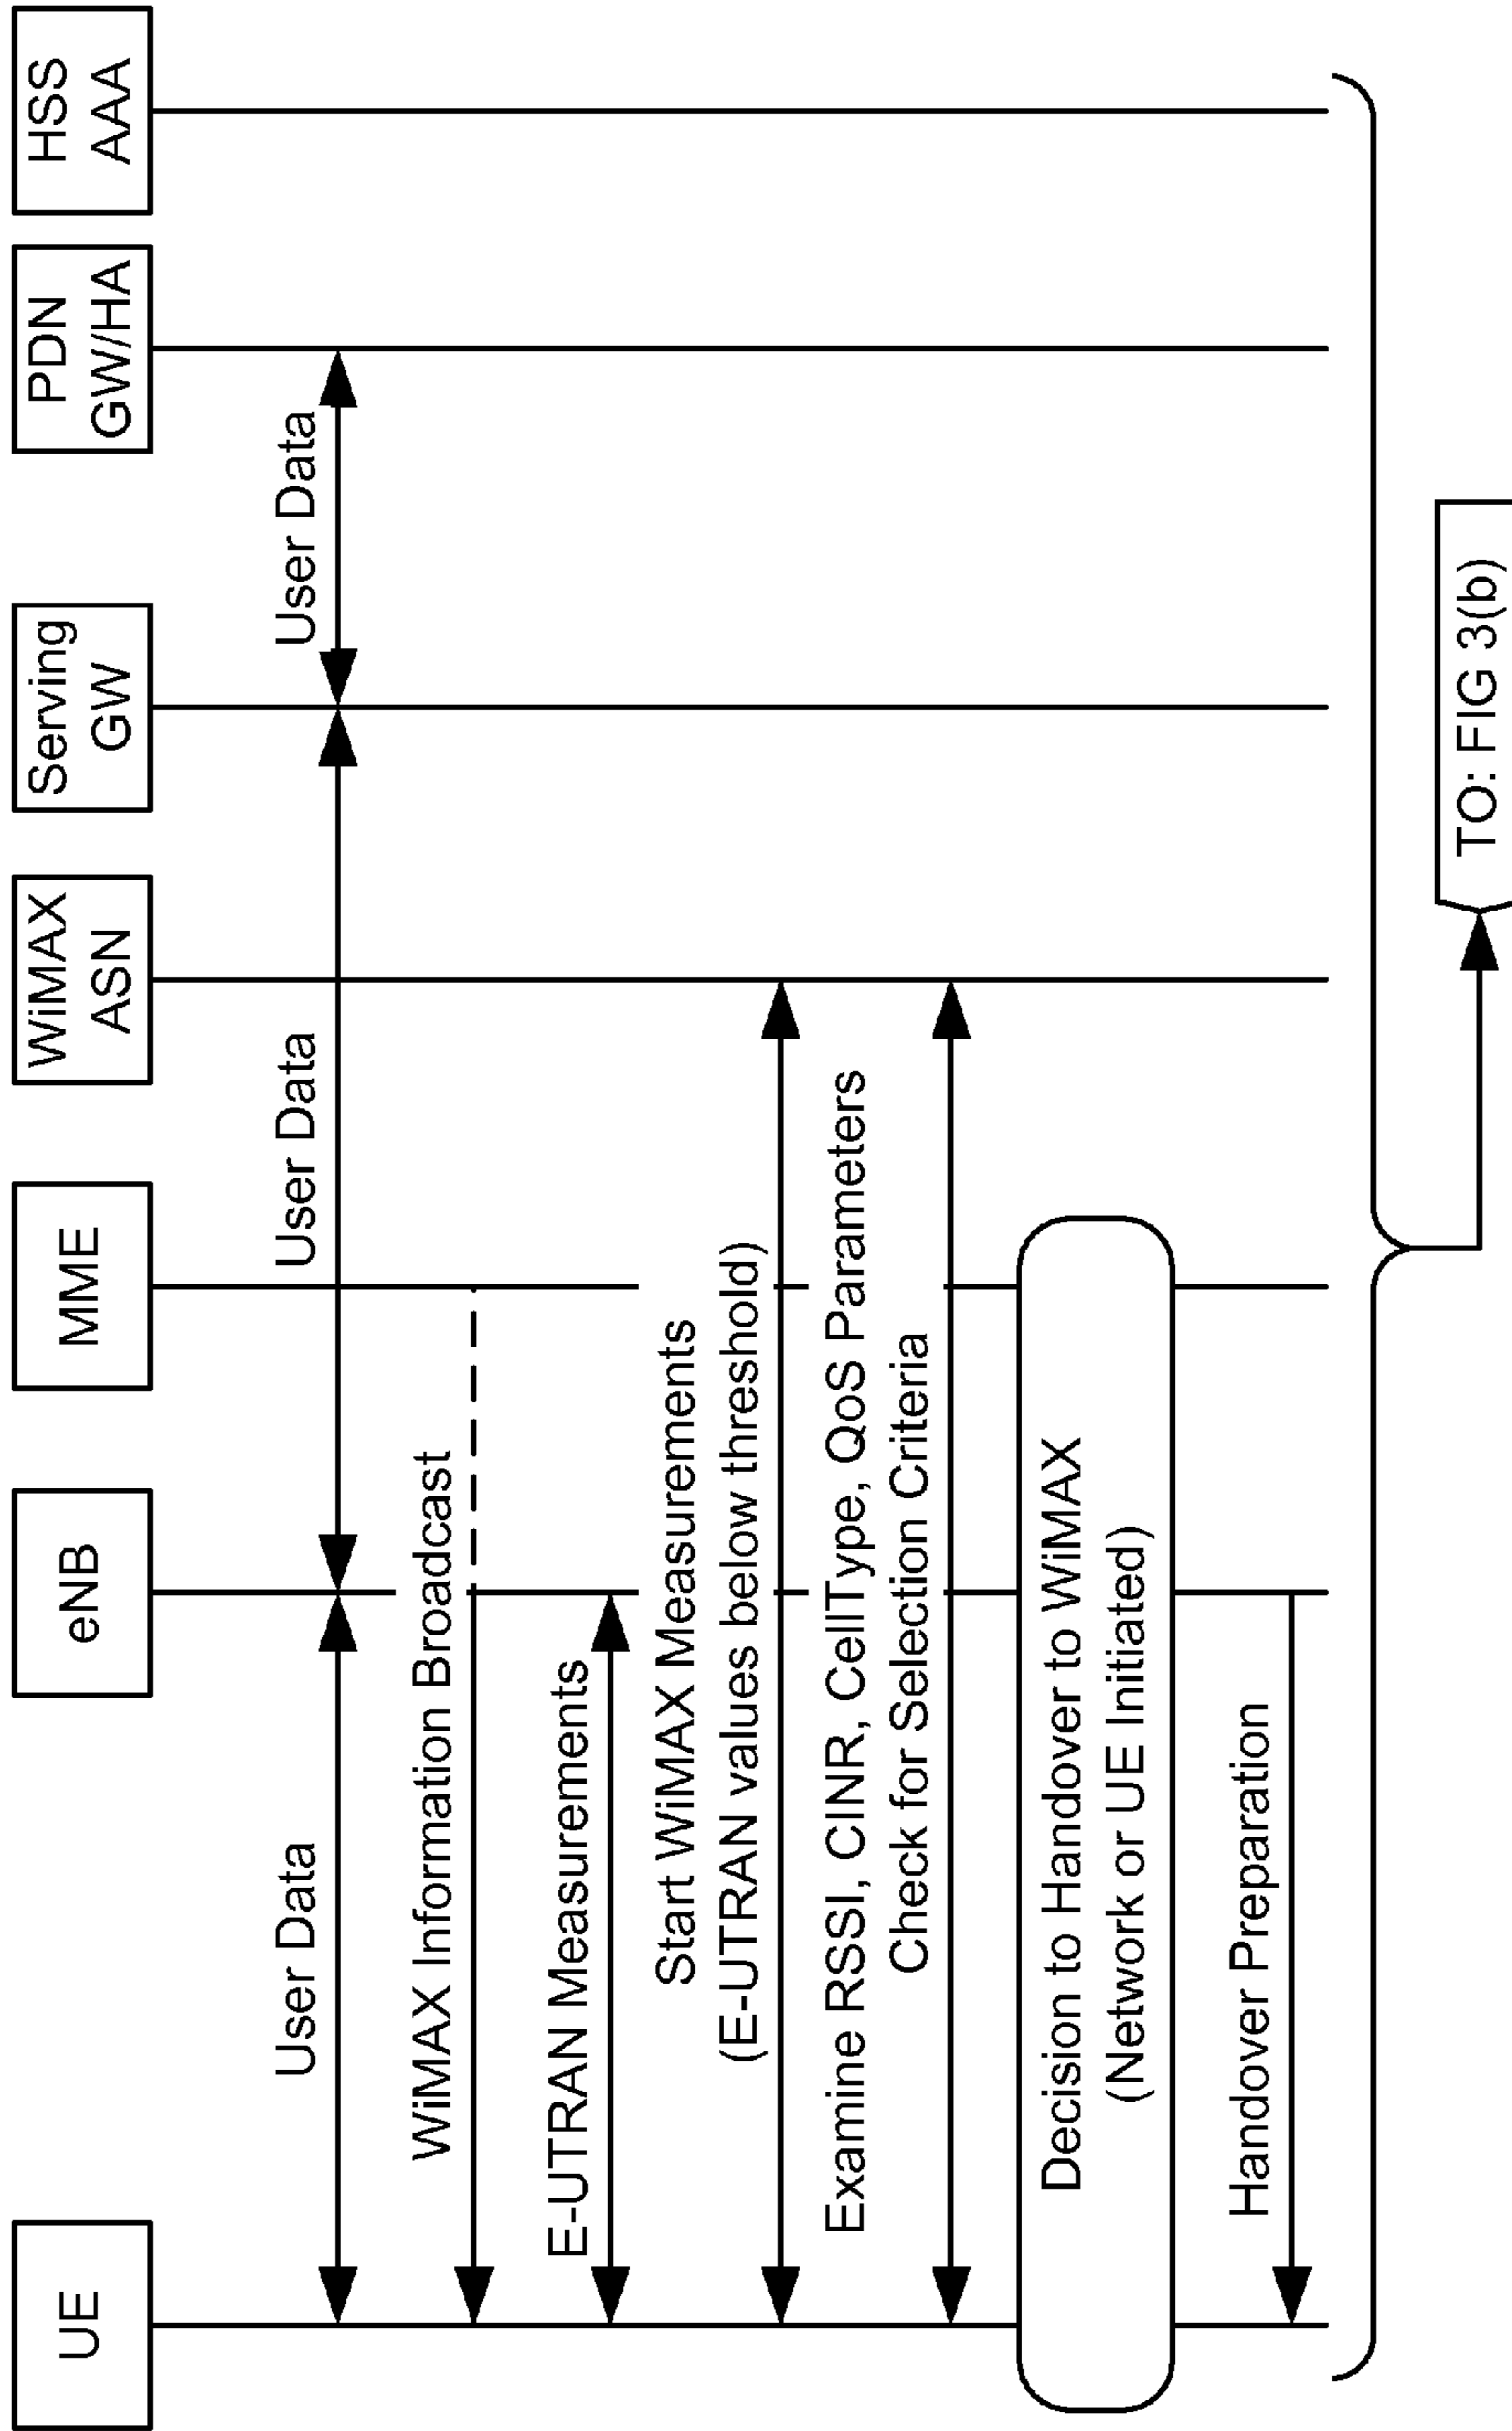 UE
eNB
MME
WiMAX
ASN
Serving
GW
PDN
GW/HA
HSS
AAA
User Data
User Data
User Data
WiMAX Information Broadcast
E-UTRAN Measurements
Start WiMAX Measurements
(E-UTRAN values below threshold)
Examine RSSI, CINR, CellType, QoS Parameters
Check for Selection Criteria
Decision to Handover to WiMAX
(Network or UE Initiated)
Handover Preparation
TO: FIG 3(b)